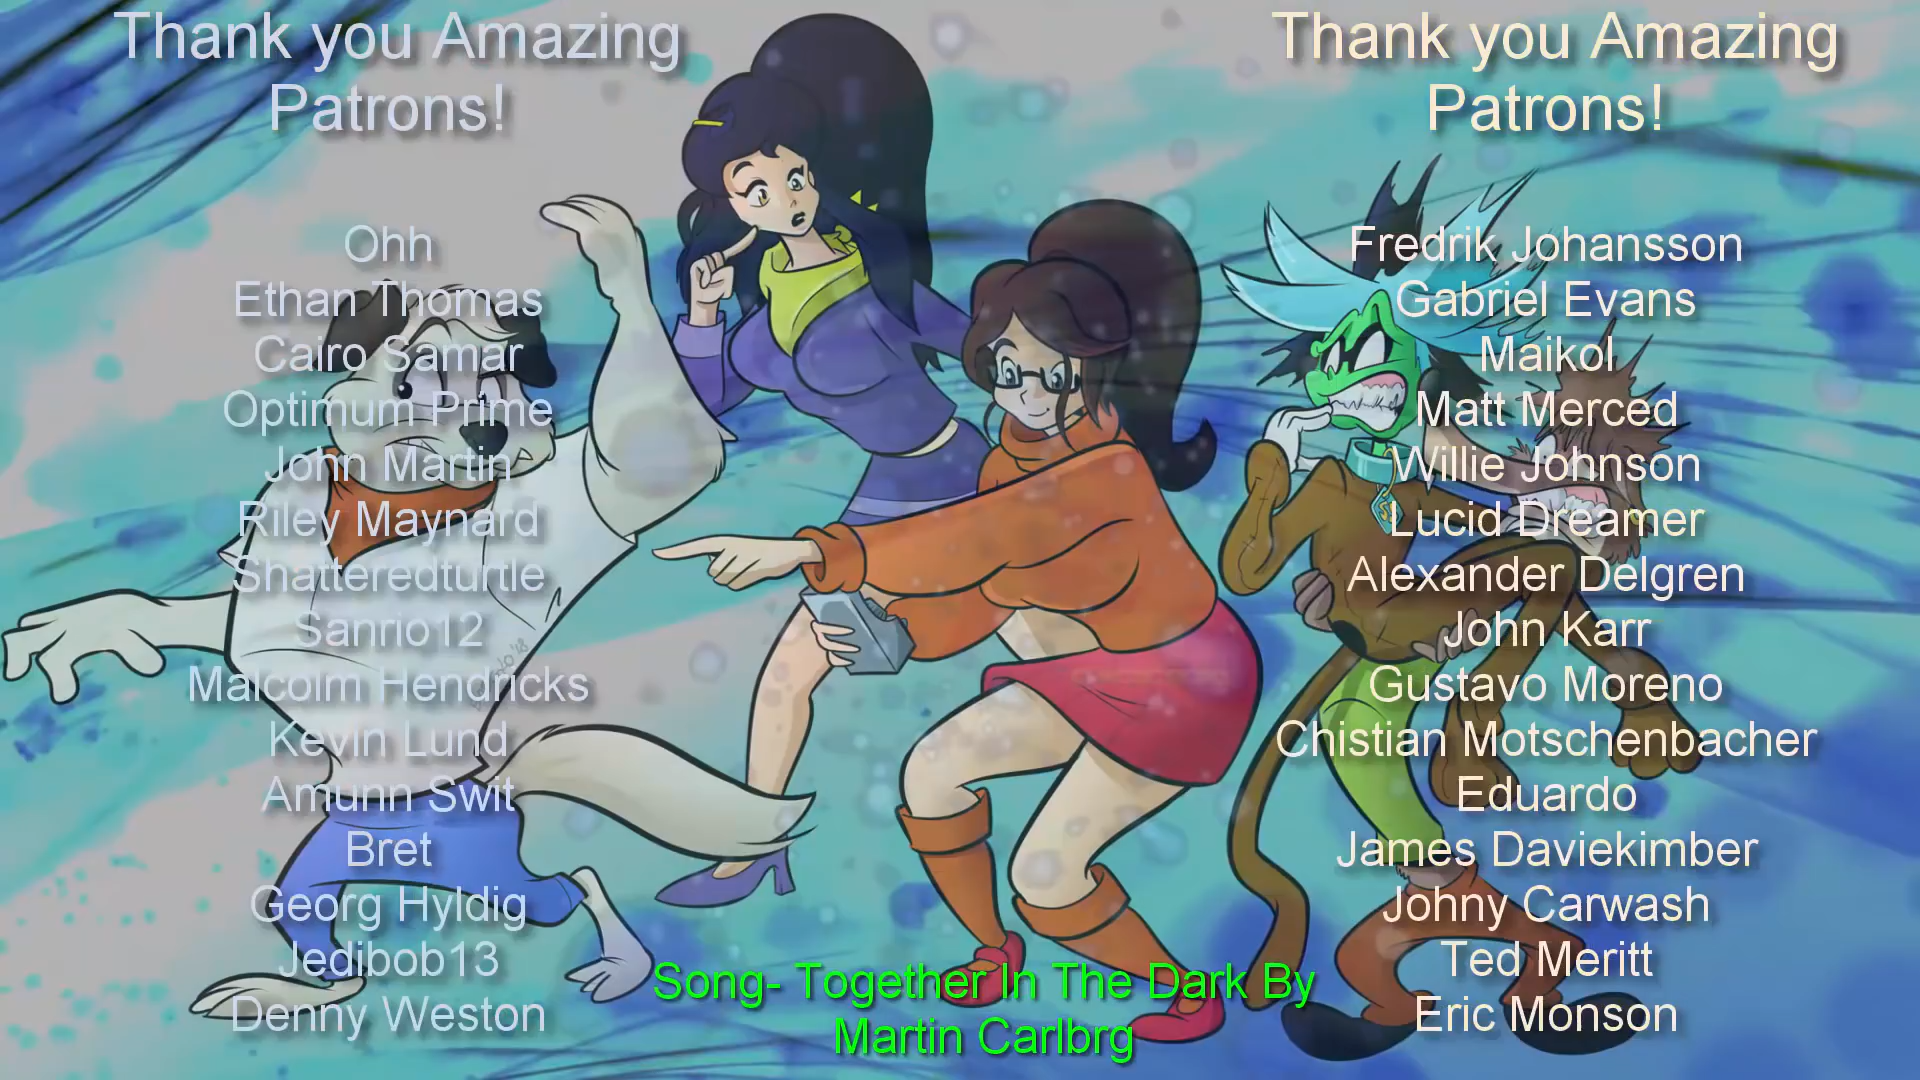 Thank you Amazing
Patrons!
Ohh
Ethan Thomas
Cairo Samar
Optimum Prime
John Martin
Riley Maynard
Shatteredturtle
Sanrio12
Malcolm Hendricks
Kevin Lund
Amunn Swit
Bret
Georg Hyldig
Jedibob13
Denny Weston
Thank you Amazing
Patrons!
Fredrik Johansson
Gabriel Evans
Maikol
Matt Merced
Willie Johnson
Lucid Dreamer
Alexander Delgren
John Karr
Gustavo Moreno
Chistian Motschenbacher
Eduardo
James Daviekimber
Johny Carwash
Ted Meritt
Eric Monson
Song- Together In The Dark By
Martin Carlbrg